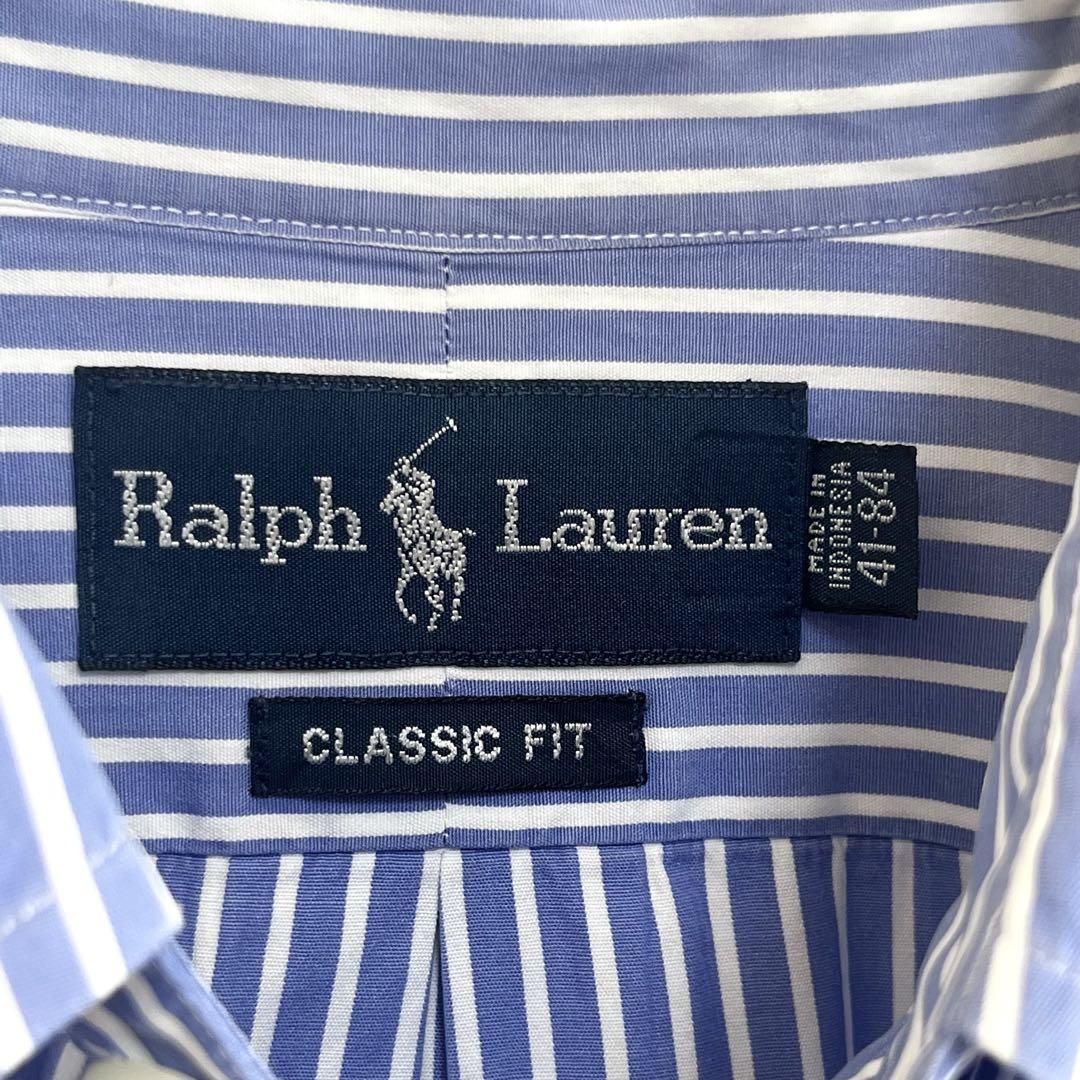 Ralph Lauren
MADE IN
INDONESIA
41-84
CLASSIC FIT